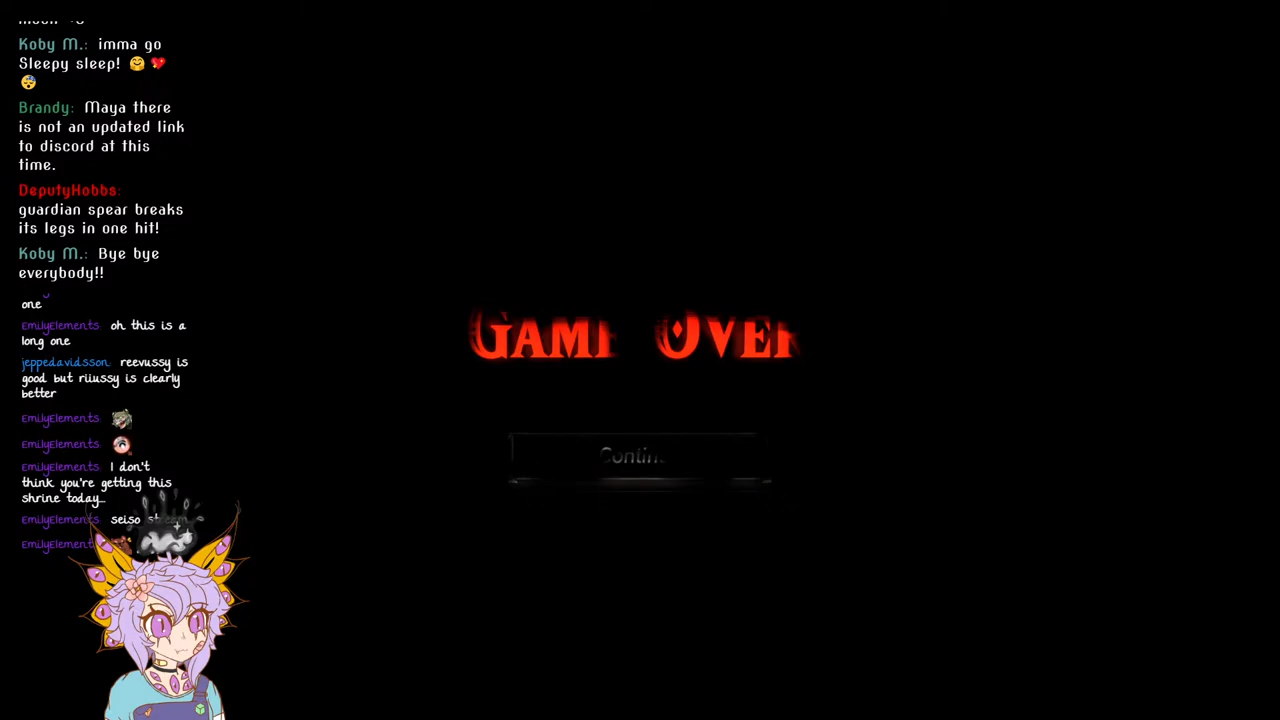 Koby M.: imma go
Sleepy sleep! 🤗 💖
😴
Brandy: Maya there
is not an updated link
to discord at this
time.
DeputyHobbs:
guardian spear breaks
its legs in one hit!
Koby M.: Bye bye
everybody!!
one
EmilyElements oh this is a
long one
jeppedavidsson: reevussy is
good but riiussy is clearly
better
EmilyElements
EmilyElements
EmilyElements I don't
think you're getting this
shrine today...
EmilyElements seiso
EmilyElement
Game Over
Contin